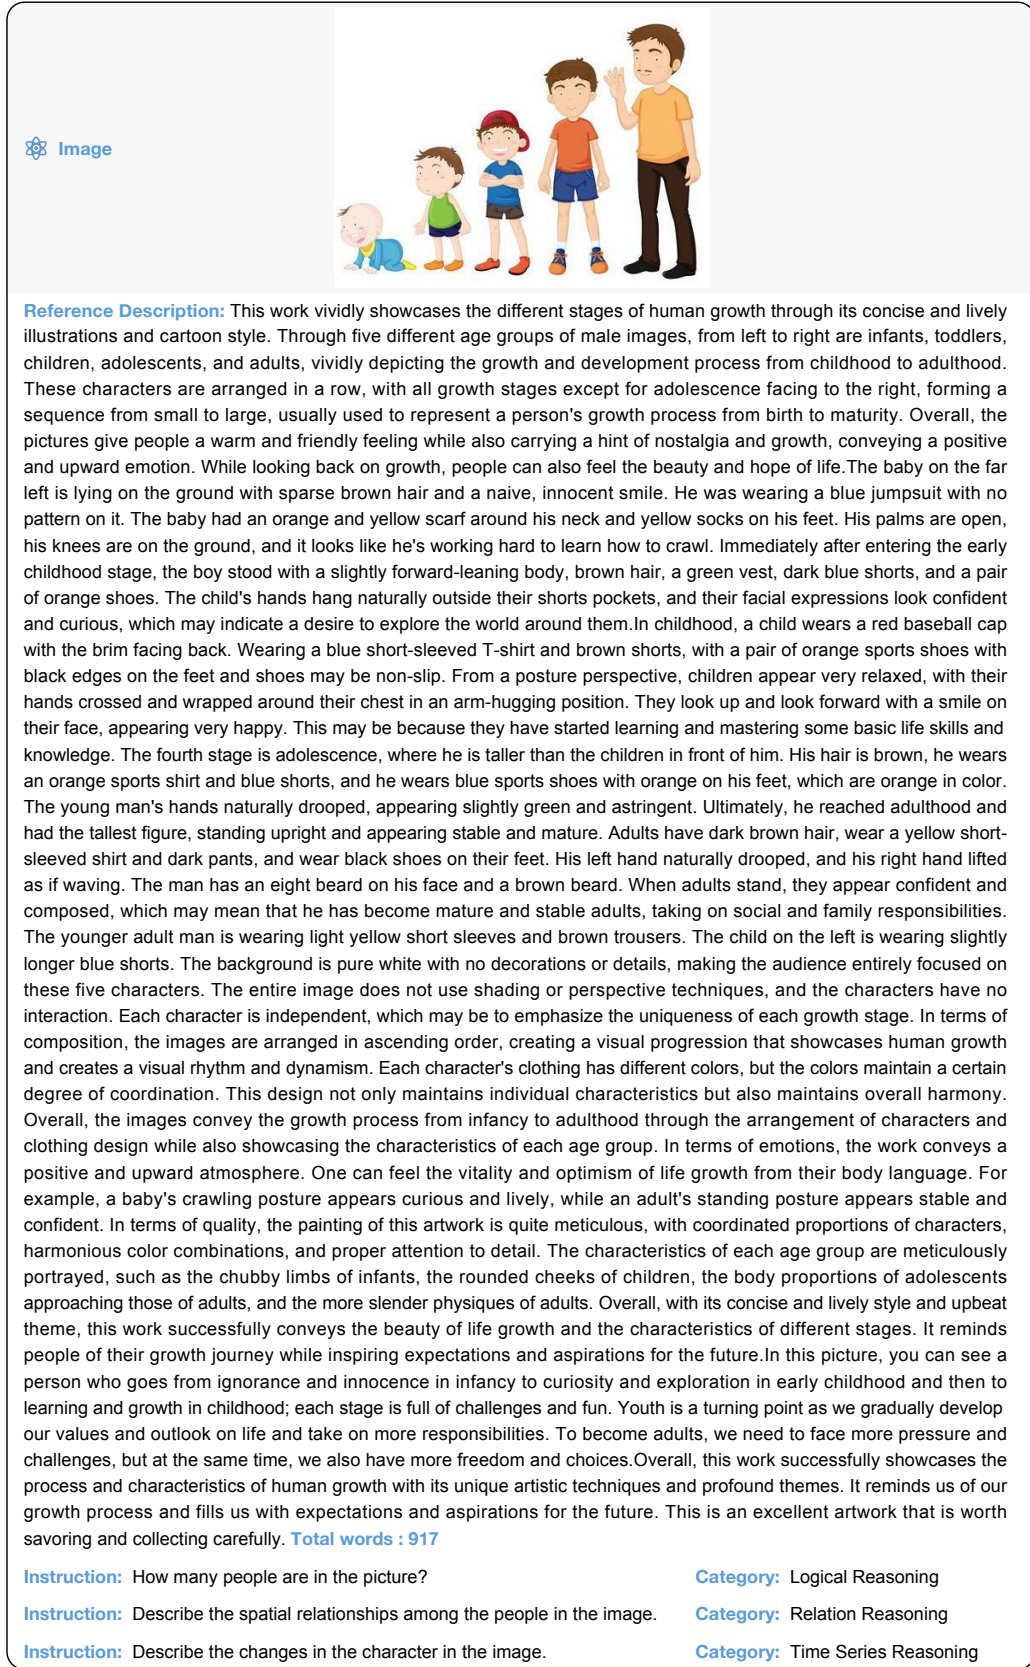 Image
Reference Description: This work vividly showcases the different stages of human growth through its concise and lively
illustrations and cartoon style. Through five different age groups of male images, from left to right are infants, toddlers,
children, adolescents, and adults, vividly depicting the growth and development process from childhood to adulthood.
These characters are arranged in a row, with all growth stages except for adolescence facing to the right, forming a
sequence from small to large, usually used to represent a person's growth process from birth to maturity. Overall, the
pictures give people a warm and friendly feeling while also carrying a hint of nostalgia and growth, conveying a positive
and upward emotion. While looking back on growth, people can also feel the beauty and hope of life.The baby on the far
left is lying on the ground with sparse brown hair and a naive, innocent smile. He was wearing a blue jumpsuit with no
pattern on it. The baby had an orange and yellow scarf around his neck and yellow socks on his feet. His palms are open,
his knees are on the ground, and it looks like he's working hard to learn how to crawl. Immediately after entering the early
childhood stage, the boy stood with a slightly forward-leaning body, brown hair, a green vest, dark blue shorts, and a pair
of orange shoes. The child's hands hang naturally outside their shorts pockets, and their facial expressions look confident
and curious, which may indicate a desire to explore the world around them.In childhood, a child wears a red baseball cap
with the brim facing back. Wearing a blue short-sleeved T-shirt and brown shorts, with a pair of orange sports shoes with
black edges on the feet and shoes may be non-slip. From a posture perspective, children appear very relaxed, with their
hands crossed and wrapped around their chest in an arm-hugging position. They look up and look forward with a smile on
their face, appearing very happy. This may be because they have started learning and mastering some basic life skills and
knowledge. The fourth stage is adolescence, where he is taller than the children in front of him. His hair is brown, he wears
an orange sports shirt and blue shorts, and he wears blue sports shoes with orange on his feet, which are orange in color.
The young man's hands naturally drooped, appearing slightly green and astringent. Ultimately, he reached adulthood and
had the tallest figure, standing upright and appearing stable and mature. Adults have dark brown hair, wear a yellow short-
sleeved shirt and dark pants, and wear black shoes on their feet. His left hand naturally drooped, and his right hand lifted
as if waving. The man has an eight beard on his face and a brown beard. When adults stand, they appear confident and
composed, which may mean that he has become mature and stable adults, taking on social and family responsibilities.
The younger adult man is wearing light yellow short sleeves and brown trousers. The child on the left is wearing slightly
longer blue shorts. The background is pure white with no decorations or details, making the audience entirely focused on
these five characters. The entire image does not use shading or perspective techniques, and the characters have no
interaction. Each character is independent, which may be to emphasize the uniqueness of each growth stage. In terms of
composition, the images are arranged in ascending order, creating a visual progression that showcases human growth
and creates a visual rhythm and dynamism. Each character's clothing has different colors, but the colors maintain a certain
degree of coordination. This design not only maintains individual characteristics but also maintains overall harmony.
Overall, the images convey the growth process from infancy to adulthood through the arrangement of characters and
clothing design while also showcasing the characteristics of each age group. In terms of emotions, the work conveys a
positive and upward atmosphere. One can feel the vitality and optimism of life growth from their body language. For
example, a baby's crawling posture appears curious and lively, while an adult's standing posture appears stable and
confident. In terms of quality, the painting of this artwork is quite meticulous, with coordinated proportions of characters,
harmonious color combinations, and proper attention to detail. The characteristics of each age group are meticulously
portrayed, such as the chubby limbs of infants, the rounded cheeks of children, the body proportions of adolescents
approaching those of adults, and the more slender physiques of adults. Overall, with its concise and lively style and upbeat
theme, this work successfully conveys the beauty of life growth and the characteristics of different stages. It reminds
people of their growth journey while inspiring expectations and aspirations for the future.In this picture, you can see a
person who goes from ignorance and innocence in infancy to curiosity and exploration in early childhood and then to
learning and growth in childhood; each stage is full of challenges and fun. Youth is a turning point as we gradually develop
our values and outlook on life and take on more responsibilities. To become adults, we need to face more pressure and
challenges, but at the same time, we also have more freedom and choices.Overall, this work successfully showcases the
process and characteristics of human growth with its unique artistic techniques and profound themes. It reminds us of our
growth process and fills us with expectations and aspirations for the future. This is an excellent artwork that is worth
savoring and collecting carefully. Total words : 917
Instruction: How many people are in the picture? Category: Logical Reasoning
Instruction: Describe the spatial relationships among the people in the image. Category: Relation Reasoning
Instruction: Describe the changes in the character in the image. Category: Time Series Reasoning